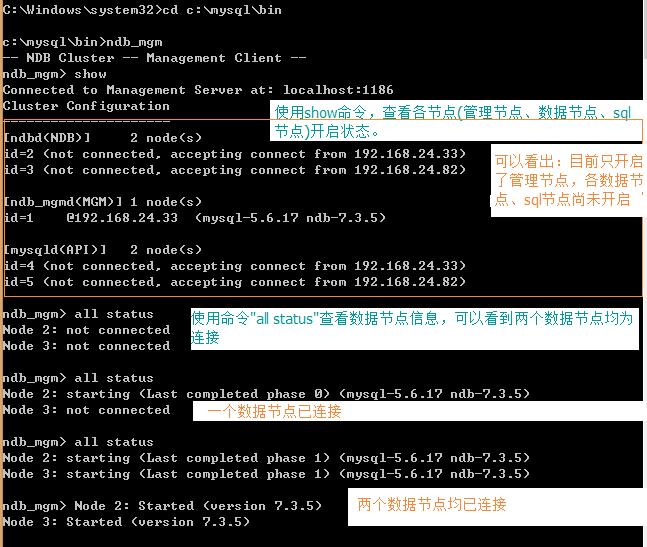 C:\Windows\system32>cd c:\mysql\bin
c:\mysql\bin>ndb_mgm
-- NDB Cluster -- Management Client --
ndb_mgm> show
Connected to Management Server at: localhost:1186
Cluster Configuration
---------------------
使用show命令，查看各节点(管理节点、数据节点、sql
节点)开启状态。
[ndbd(NDB)]     2 node(s)
id=2 (not connected, accepting connect from 192.168.24.33)
id=3 (not connected, accepting connect from 192.168.24.82)
可以看出：目前只开启
了管理节点，各数据节
点、sql节点尚未开启
[ndb_mgmd(MGM)] 1 node(s)
id=1    @192.168.24.33  (mysql-5.6.17 ndb-7.3.5)
[mysqld(API)]   2 node(s)
id=4 (not connected, accepting connect from 192.168.24.33)
id=5 (not connected, accepting connect from 192.168.24.82)
ndb_mgm> all status
Node 2: not connected
Node 3: not connected
使用命令"all status"查看数据节点信息，可以看到两个数据节点均为
连接
ndb_mgm> all status
Node 2: starting (Last completed phase 0) (mysql-5.6.17 ndb-7.3.5)
Node 3: not connected
一个数据节点已连接
ndb_mgm> all status
Node 2: starting (Last completed phase 1) (mysql-5.6.17 ndb-7.3.5)
Node 3: starting (Last completed phase 1) (mysql-5.6.17 ndb-7.3.5)
ndb_mgm> Node 2: Started (version 7.3.5)
Node 3: Started (version 7.3.5)
两个数据节点均已连接